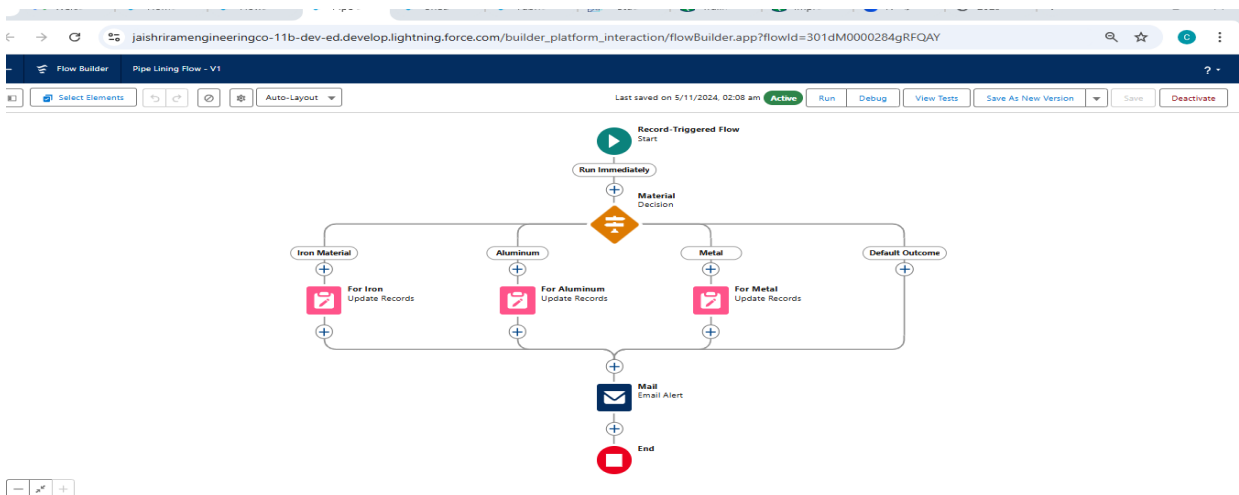 jaishriramengineeringco-11b-dev-ed.develop.lightning.force.com/builder_platform_interaction/flowBuilder.app?flowId=301dM0000284gRFQAY
C
Flow Builder Pipe Lining Flow - V1 ?
Select Elements Auto-Layout Last saved on 5/11/2024, 02:08 am Active Run Debug View Tests Save As New Version Save Deactivate
Record-Triggered Flow
Start
Run Immediately
Material
Decision
Iron Material Aluminum Metal Default Outcome
For Iron For Aluminum For Metal
Update Records Update Records Update Records
Mail
Email Alert
End